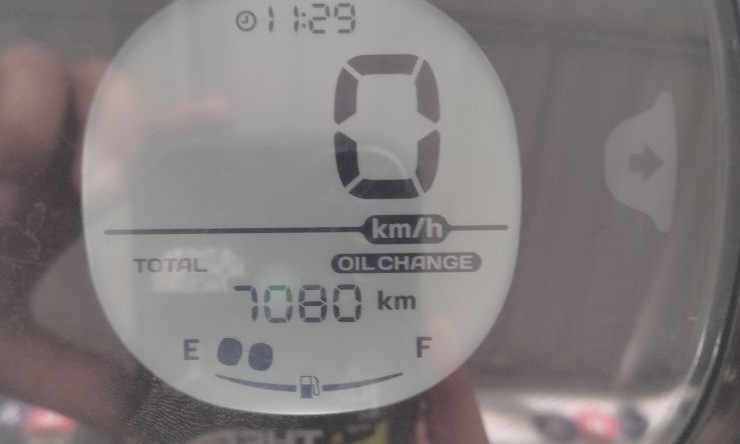 11:29
0
km/h
TOTAL OIL CHANGE
7080 km
E F